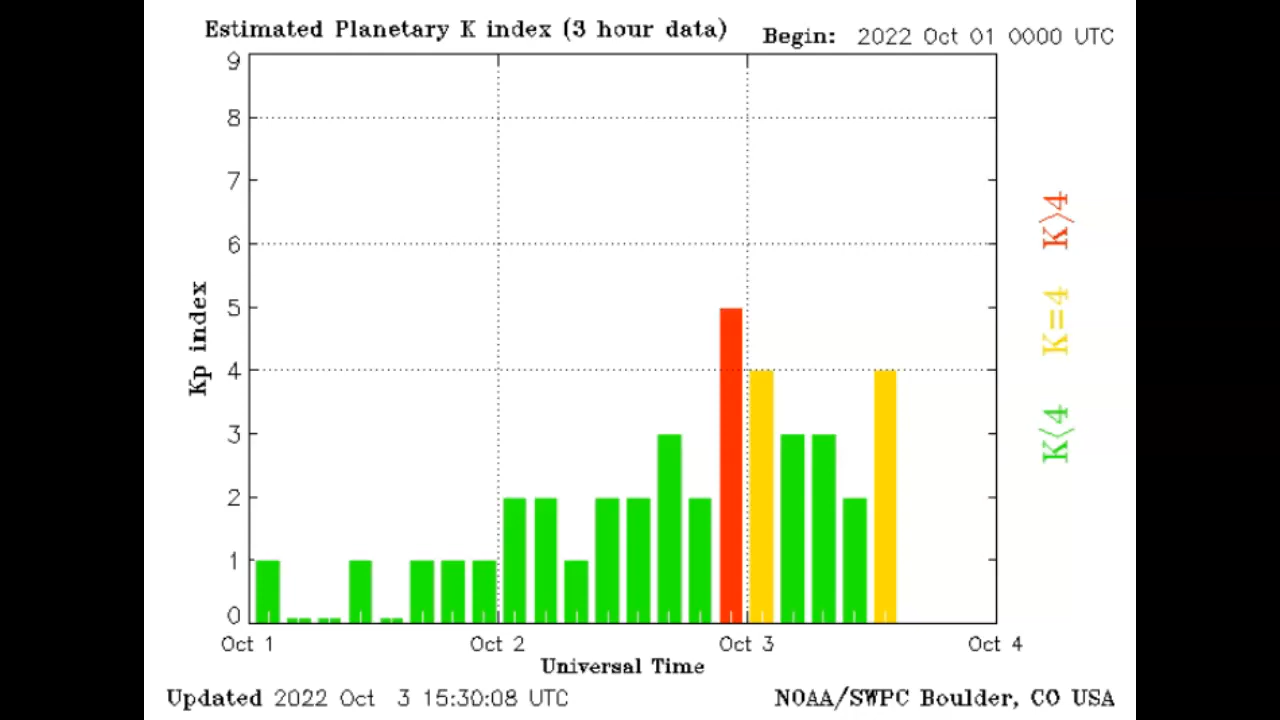 Estimated Planetary K index (3 hour data)
Begin: 2022 Oct 01 0000 UTC
9
8
7
6
5
4
3
2
1
0
Kp index
K>4
K=4
K<4
Oct 1 Oct 2 Oct 3 Oct 4
Universal Time
Updated 2022 Oct 3 15:30:08 UTC
NOAA/SWPC Boulder, CO USA